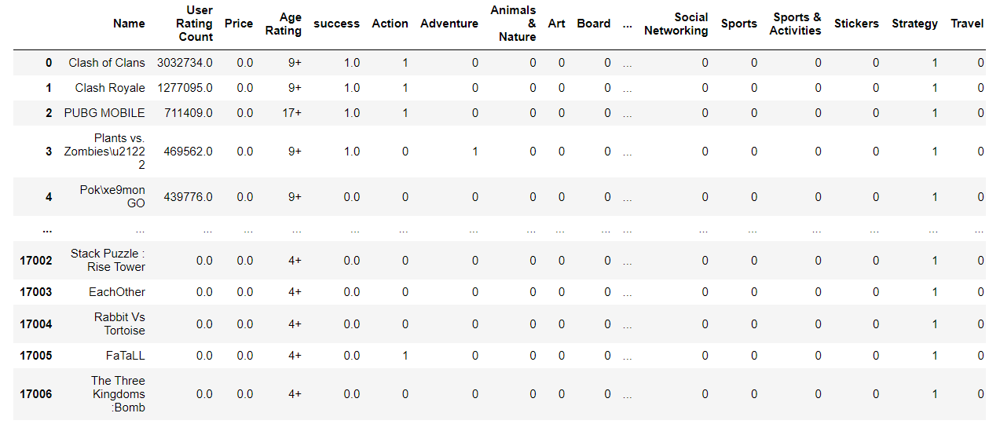 Name User Rating Count Price Age Rating success Action Adventure Animals & Nature Art Board ... Social Networking Sports Sports & Activities Stickers Strategy Travel
0 Clash of Clans 3032734.0 0.0 9+ 1.0 1 0 0 0 0 ... 0 0 0 0 1 0
1 Clash Royale 1277095.0 0.0 9+ 1.0 1 0 0 0 0 ... 0 0 0 0 1 0
2 PUBG MOBILE 711409.0 0.0 17+ 1.0 1 0 0 0 0 ... 0 0 0 0 1 0
3 Plants vs. Zombies\u2122 469562.0 0.0 9+ 1.0 0 1 0 0 0 ... 0 0 0 0 1 0
4 Pok\xe9mon GO 439776.0 0.0 9+ 0.0 0 0 0 0 0 ... 0 0 0 0 1 0
... ... ... ... ... ... ... ... ... ... ... ... ... ... ... ... ... ...
17002 Stack Puzzle : Rise Tower 0.0 0.0 4+ 0.0 0 0 0 0 0 ... 0 0 0 0 1 0
17003 EachOther 0.0 0.0 4+ 0.0 0 0 0 0 0 ... 0 0 0 0 1 0
17004 Rabbit Vs Tortoise 0.0 0.0 4+ 0.0 0 0 0 0 0 ... 0 0 0 0 1 0
17005 FaTaLL 0.0 0.0 4+ 0.0 1 0 0 0 0 ... 0 0 0 0 1 0
17006 The Three Kingdoms :Bomb 0.0 0.0 4+ 0.0 0 0 0 0 0 ... 0 0 0 0 1 0